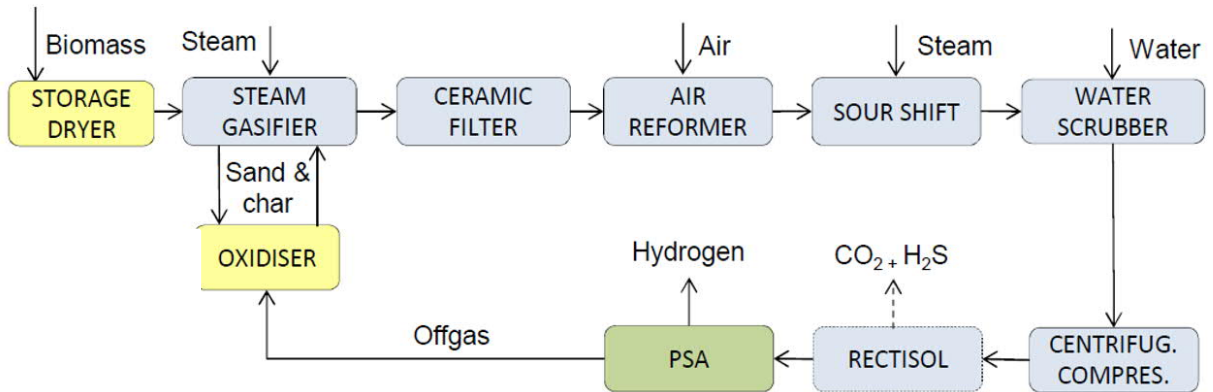 Biomass
Steam
Air
Steam
Water
STORAGE
DRYER
STEAM
GASIFIER
CERAMIC
FILTER
AIR
REFORMER
SOUR SHIFT
WATER
SCRUBBER
Sand &
char
OXIDISER
Hydrogen
CO₂ + H₂S
Offgas
PSA
RECTISOL
CENTRIFUG.
COMPRES.